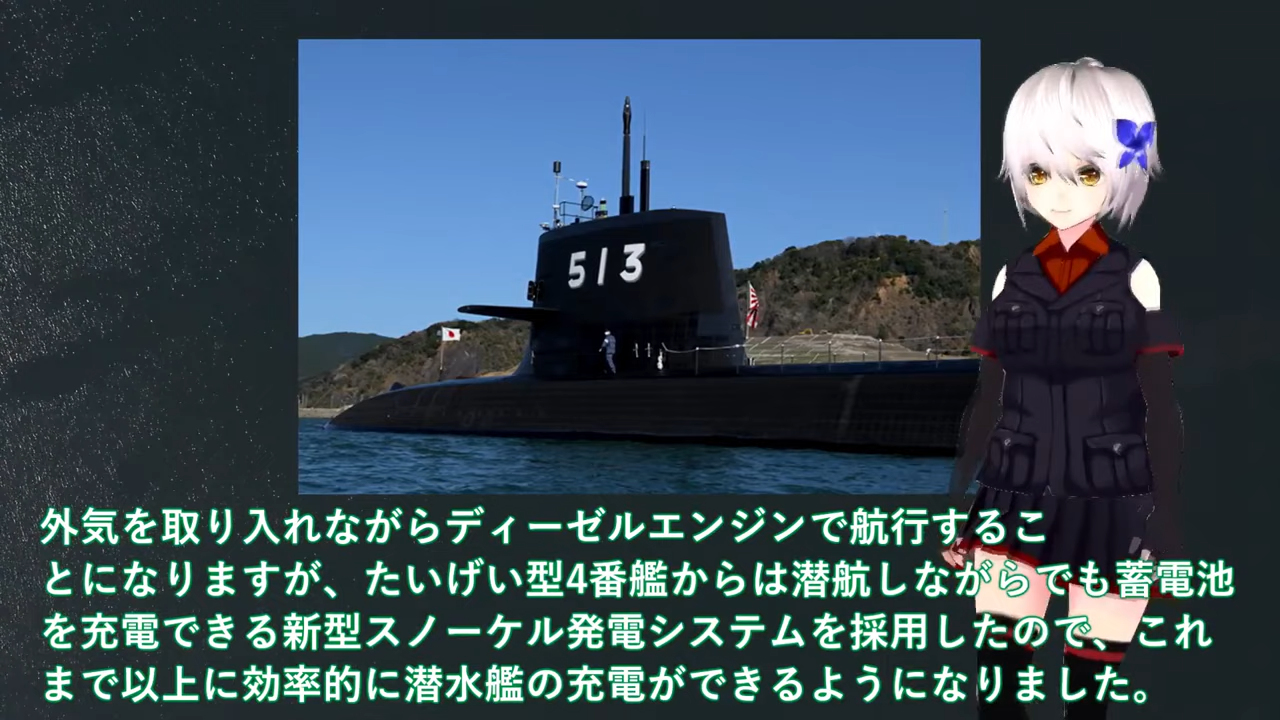 513
外気を取り入れながらディーゼルエンジンで航行するこ
とになりますが、たいげい型4番艦からは潜航しながらでも蓄電池
を充電できる新型スノーケル発電システムを採用したので、これ
まで以上に効率的に潜水艦の充電ができるようになりました。